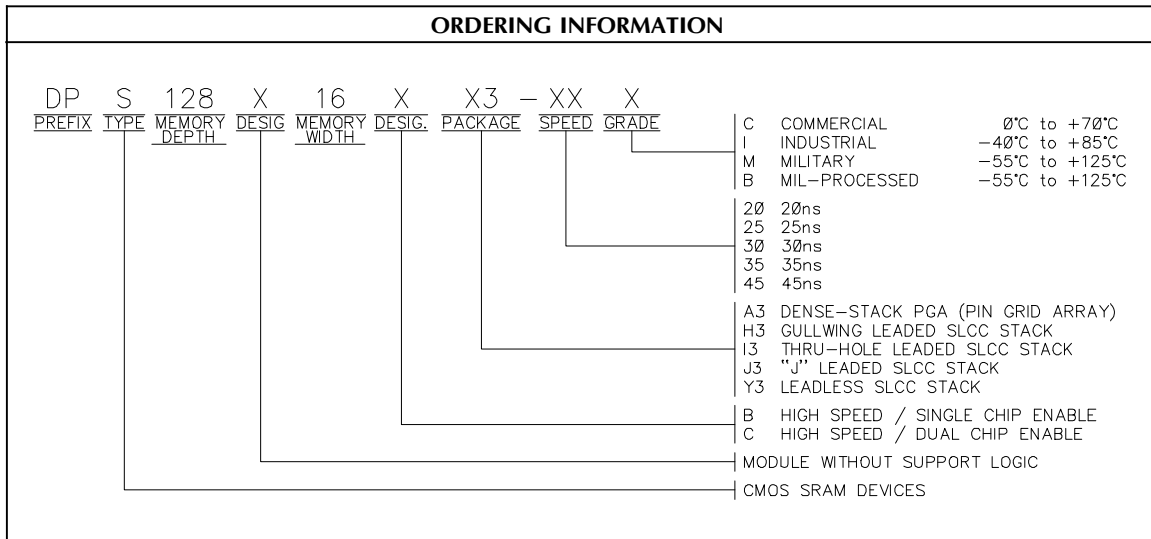 ORDERING INFORMATION
DP S 128 X 16 X X3 - XX X
PREFIX TYPE MEMORY DEPTH DESIG MEMORY WIDTH DESIG. PACKAGE SPEED GRADE
C COMMERCIAL 0°C to +70°C
I INDUSTRIAL -40°C to +85°C
M MILITARY -55°C to +125°C
B MIL-PROCESSED -55°C to +125°C
20 20ns
25 25ns
30 30ns
35 35ns
45 45ns
A3 DENSE-STACK PGA (PIN GRID ARRAY)
H3 GULLWING LEADED SLCC STACK
I3 THRU-HOLE LEADED SLCC STACK
J3 "J" LEADED SLCC STACK
Y3 LEADLESS SLCC STACK
B HIGH SPEED / SINGLE CHIP ENABLE
C HIGH SPEED / DUAL CHIP ENABLE
MODULE WITHOUT SUPPORT LOGIC
CMOS SRAM DEVICES